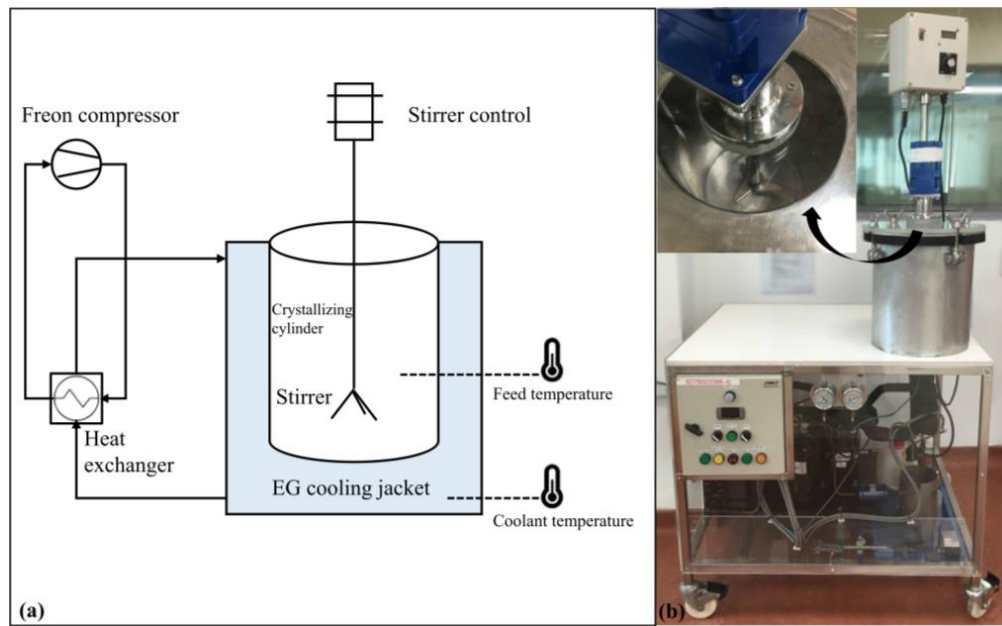 Freon compressor
Stirrer control
Crystallizing
cylinder
Stirrer
Feed temperature
Heat
exchanger
EG cooling jacket
Coolant temperature
(a)
(b)